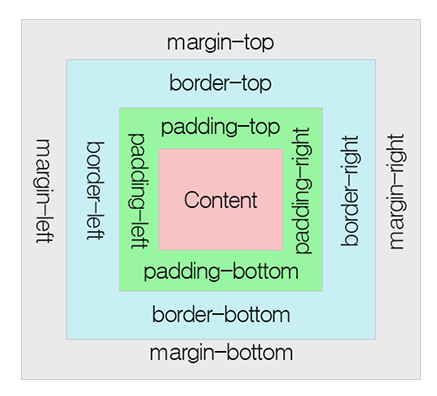 margin-top
border-top
padding-top
margin-left
border-left
padding-left
Content
padding-right
border-right
margin-right
padding-bottom
border-bottom
margin-bottom